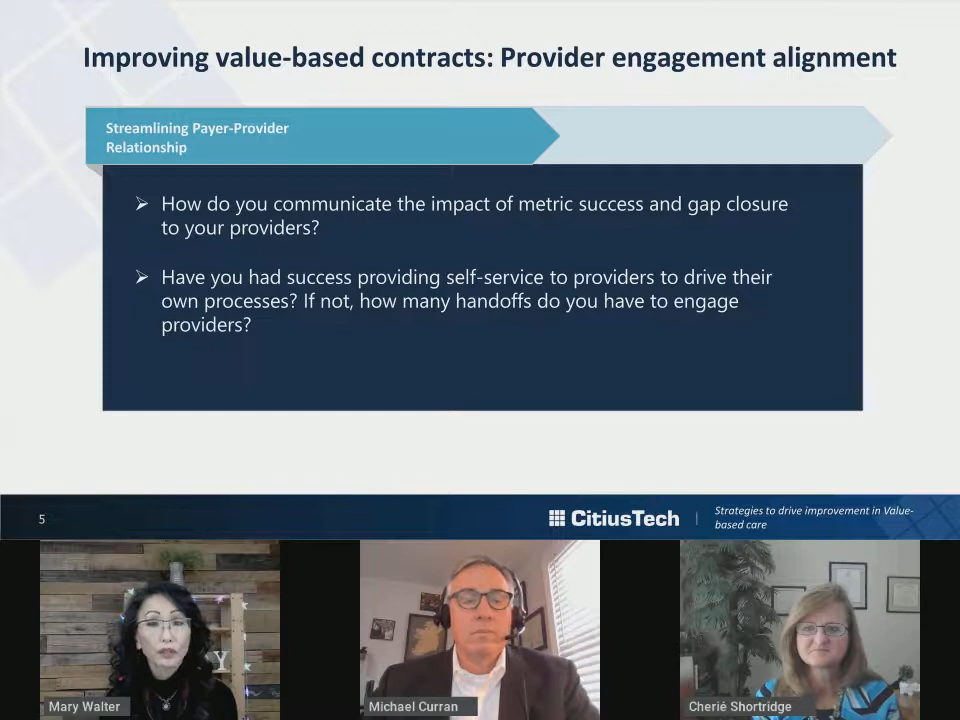 Improving value-based contracts: Provider engagement alignment
Streamlining Payer-Provider
Relationship
➢ How do you communicate the impact of metric success and gap closure
to your providers?
➢ Have you had success providing self-service to providers to drive their
own processes? If not, how many handoffs do you have to engage
providers?
5
CitiusTech
Strategies to drive improvement in Value-
based care
Y
Mary Walter
Michael Curran
Cherié Shortridge